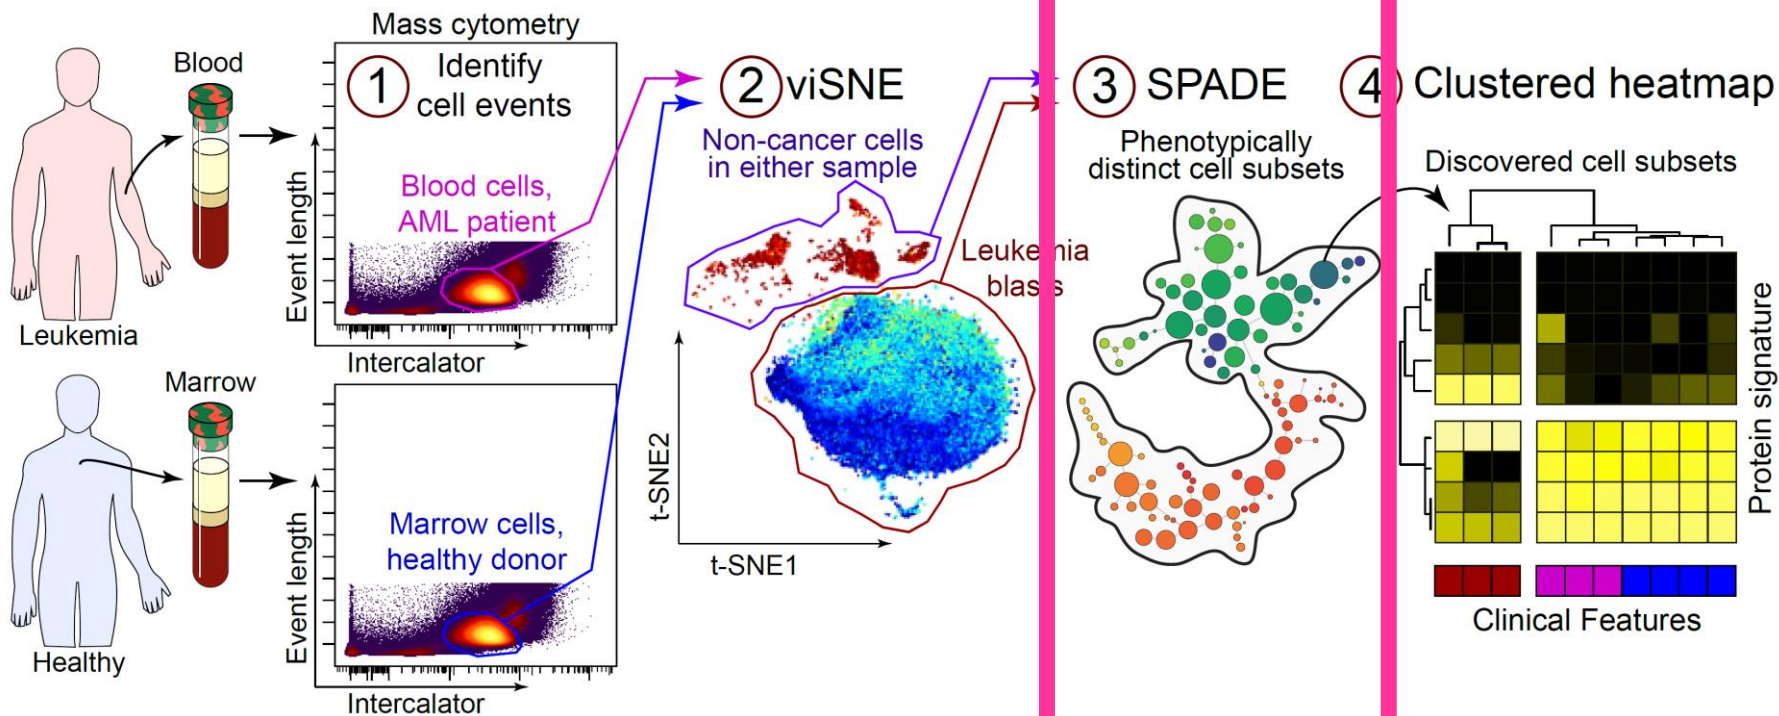 Mass cytometry
Blood
1
Identify
cell events
Blood cells,
AML patient
Event length
Intercalator
Leukemia
Marrow
Marrow cells,
healthy donor
Event length
Intercalator
Healthy
2 viSNE
Non-cancer cells
in either sample
Leukemia
blasts
t-SNE2
t-SNE1
3 SPADE
Phenotypically
distinct cell subsets
4 Clustered heatmap
Discovered cell subsets
Protein signature
Clinical Features